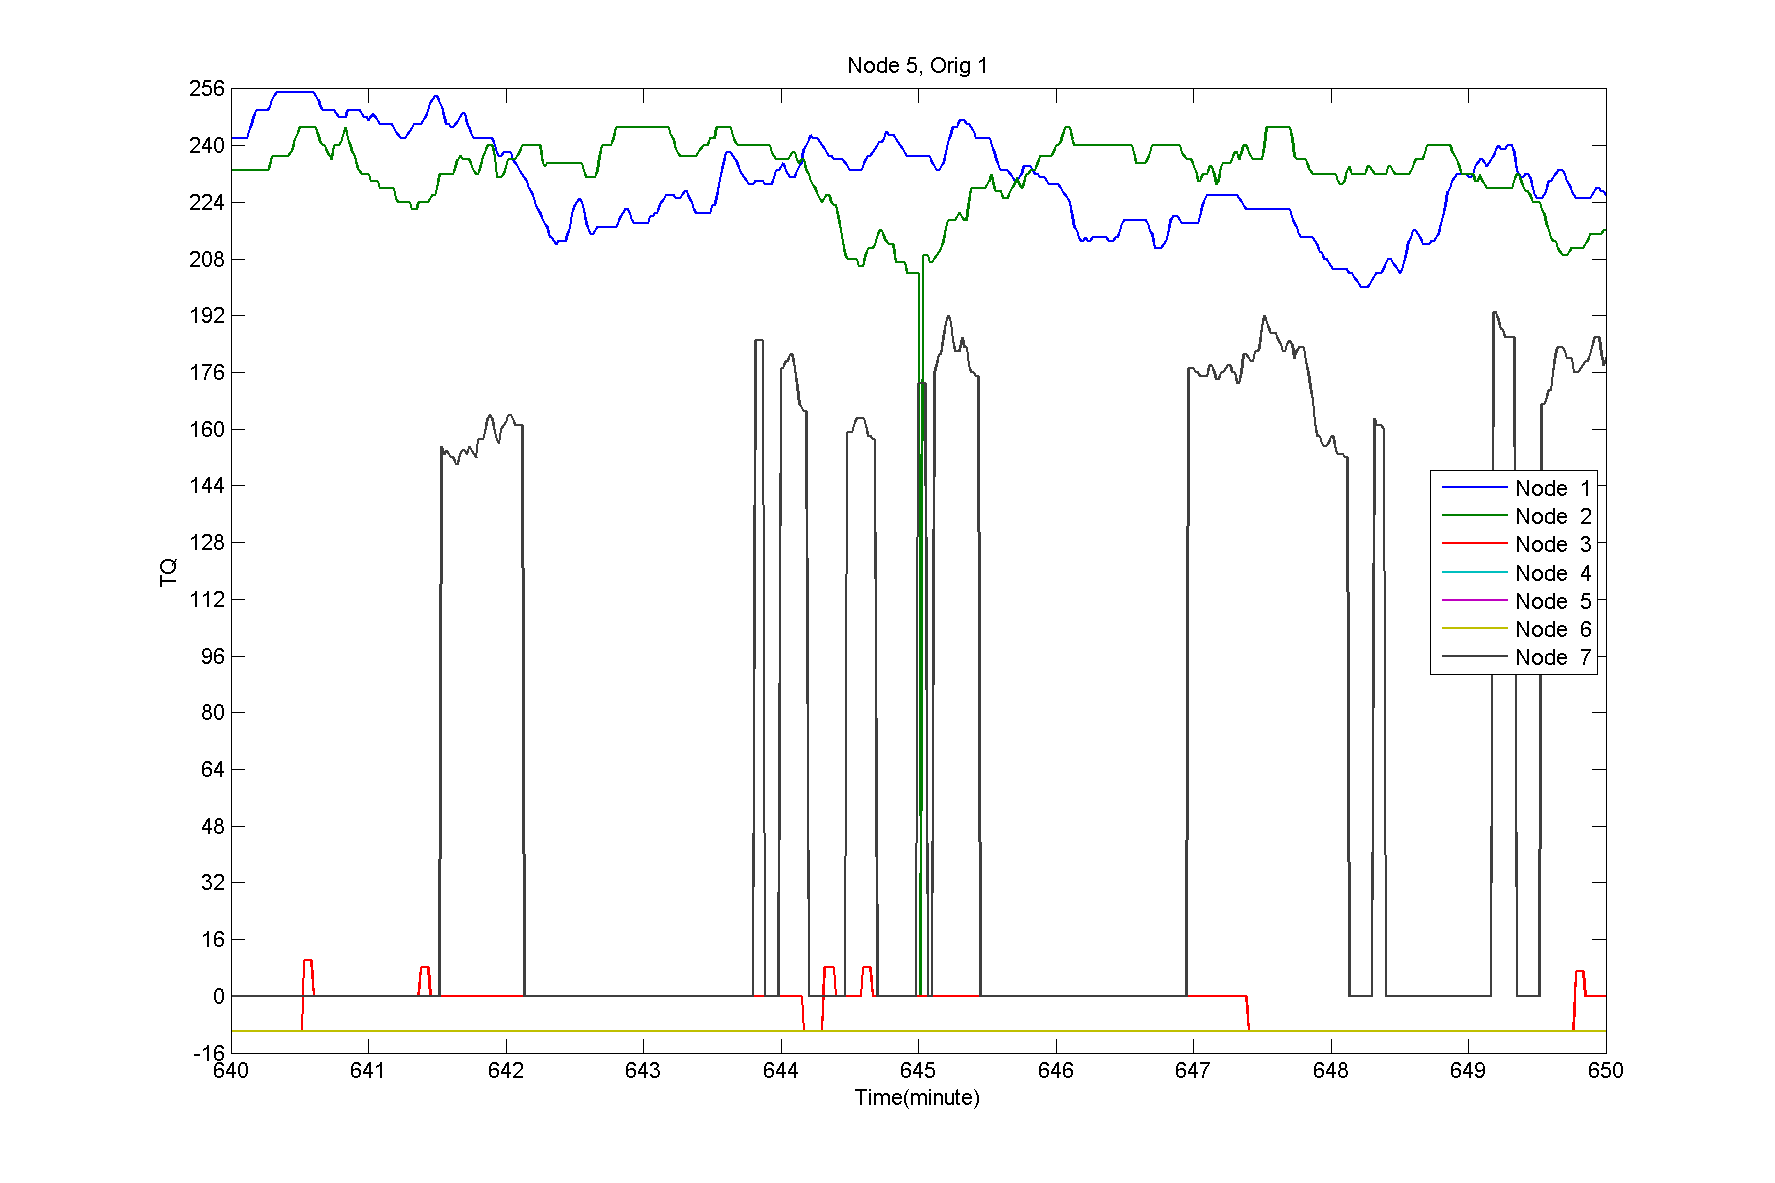 Node 5, Orig 1
256
240
224
208
192
176
160
144
128
112
96
80
64
48
32
16
0
-16
TQ
Node 1
Node 2
Node 3
Node 4
Node 5
Node 6
Node 7
640 641 642 643 644 645 646 647 648 649 650
Time(minute)